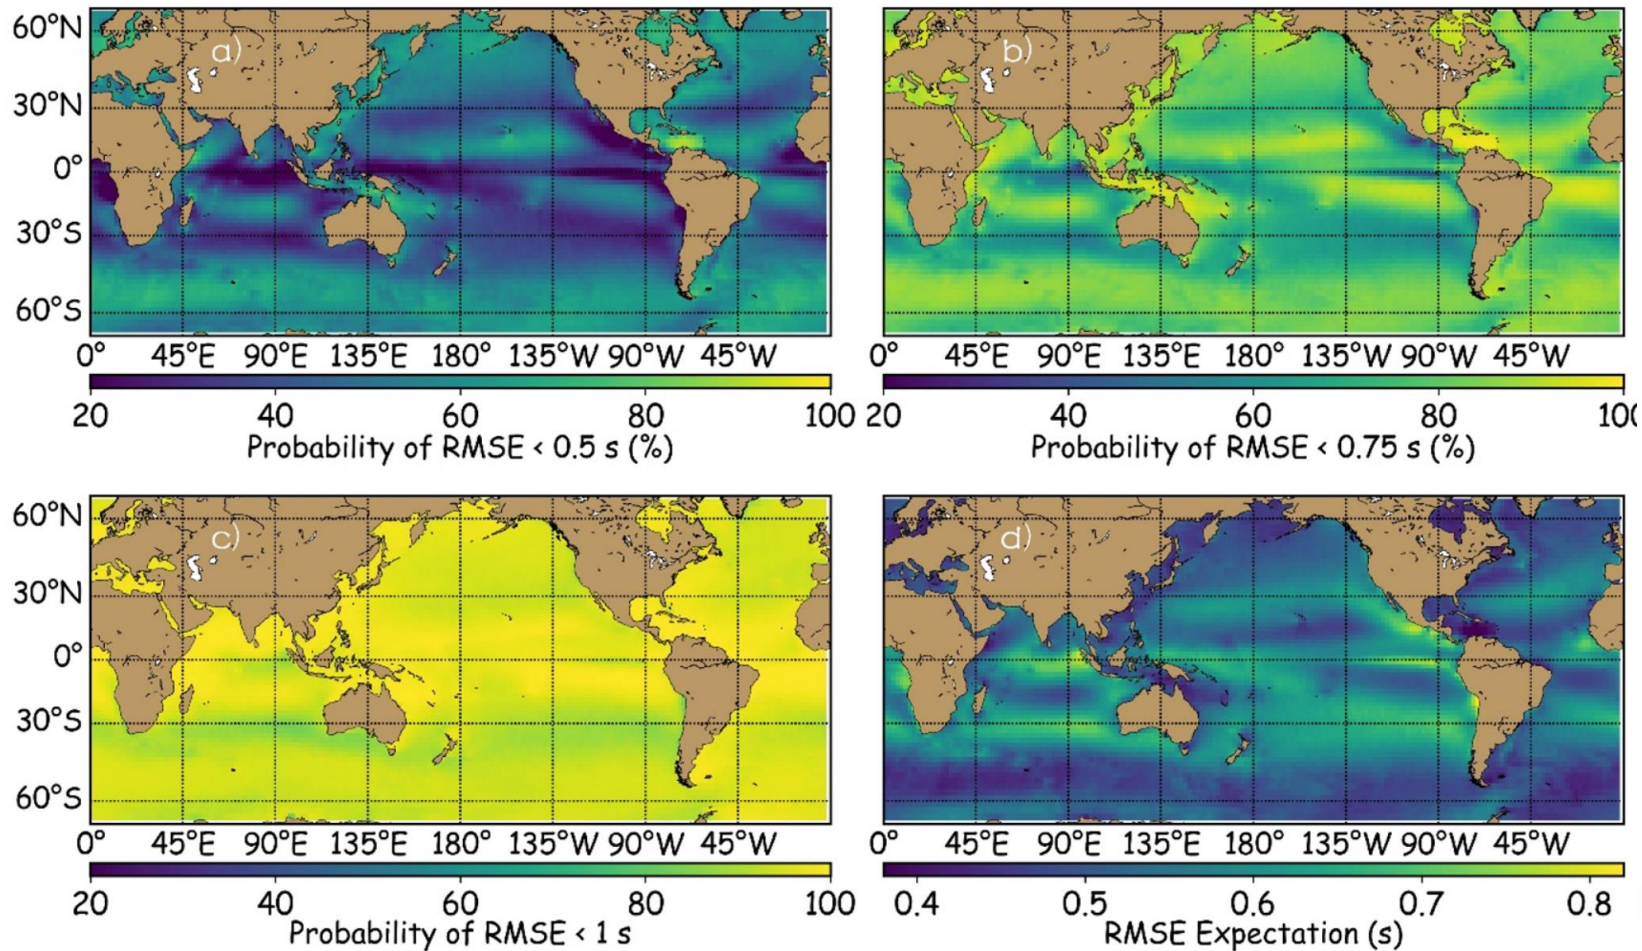 60°N
30°N
0°
30°S
60°S
a)
0° 45°E 90°E 135°E 180° 135°W 90°W 45°W
20 40 60 80 100
Probability of RMSE < 0.5 s (%)
b)
0° 45°E 90°E 135°E 180° 135°W 90°W 45°W
20 40 60 80 100
Probability of RMSE < 0.75 s (%)
60°N
30°N
0°
30°S
60°S
c)
0° 45°E 90°E 135°E 180° 135°W 90°W 45°W
20 40 60 80 100
Probability of RMSE < 1 s
d)
0° 45°E 90°E 135°E 180° 135°W 90°W 45°W
0.4 0.5 0.6 0.7 0.8
RMSE Expectation (s)